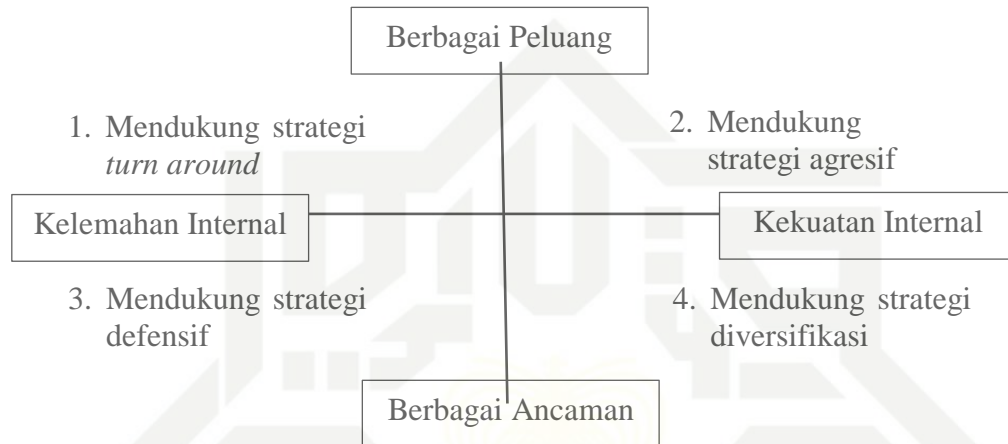 Berbagai Peluang
1. Mendukung strategi
turn around
2. Mendukung
strategi agresif
Kelemahan Internal
Kekuatan Internal
3. Mendukung strategi
defensif
4. Mendukung strategi
diversifikasi
Berbagai Ancaman